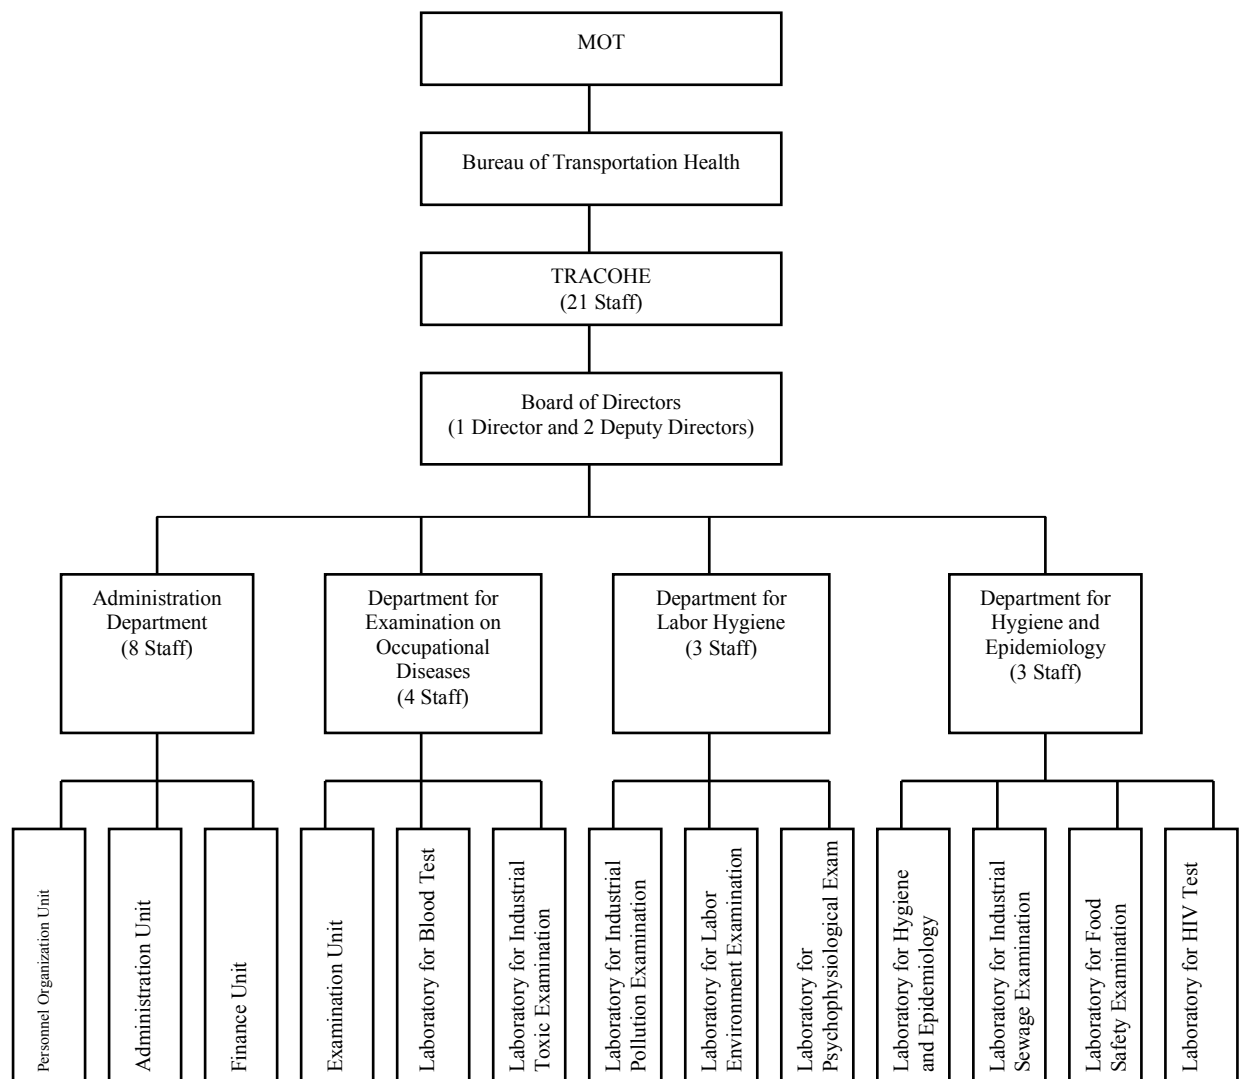 MOT
Bureau of Transportation Health
TRACOHE
(21 Staff)
Board of Directors
(1 Director and 2 Deputy Directors)
Administration
Department
(8 Staff)
Department for
Examination on
Occupational
Diseases
(4 Staff)
Department for
Labor Hygiene
(3 Staff)
Department for
Hygiene and
Epidemiology
(3 Staff)
Personnel Organization Unit
Administration Unit
Finance Unit
Examination Unit
Laboratory for Blood Test
Laboratory for Industrial
Toxic Examination
Laboratory for Industrial
Pollution Examination
Laboratory for Labor
Environment Examination
Laboratory for
Psychophysiological Exam
Laboratory for Hygiene
and Epidemiology
Laboratory for Industrial
Sewage Examination
Laboratory for Food
Safety Examination
Laboratory for HIV Test